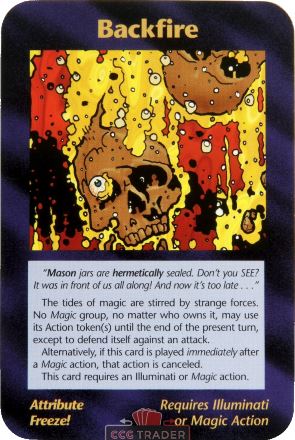 Backfire
"Mason jars are hermetically sealed. Don't you SEE?
It was in front of us all along! And now it's too late . . ."
The tides of magic are stirred by strange forces.
No Magic group, no matter who owns it, may use
its Action token(s) until the end of the present turn,
except to defend itself against an attack.
Alternatively, if this card is played immediately after
a Magic action, that action is canceled.
This card requires an Illuminati or Magic action.
Attribute Requires Illuminati
Freeze! or Magic Action
CCG TRADER